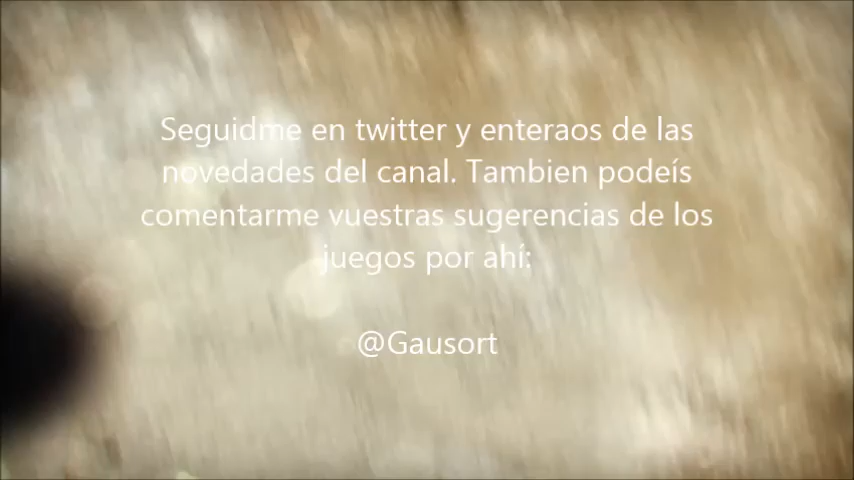 Seguidme en twitter y enteraos de las
novedades del canal. Tambien podeís
comentarme vuestras sugerencias de los
juegos por ahí:
@Gausort